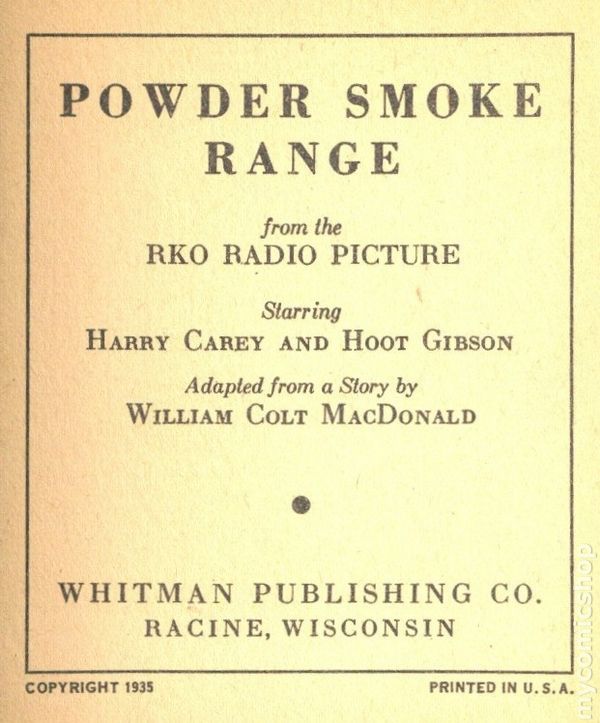 POWDER SMOKE
RANGE
from the
RKO RADIO PICTURE
Starring
HARRY CAREY AND HOOT GIBSON
Adapted from a Story by
WILLIAM COLT MACDONALD
WHITMAN PUBLISHING CO.
RACINE, WISCONSIN
COPYRIGHT 1935
PRINTED IN U.S.A.
mycomicshop